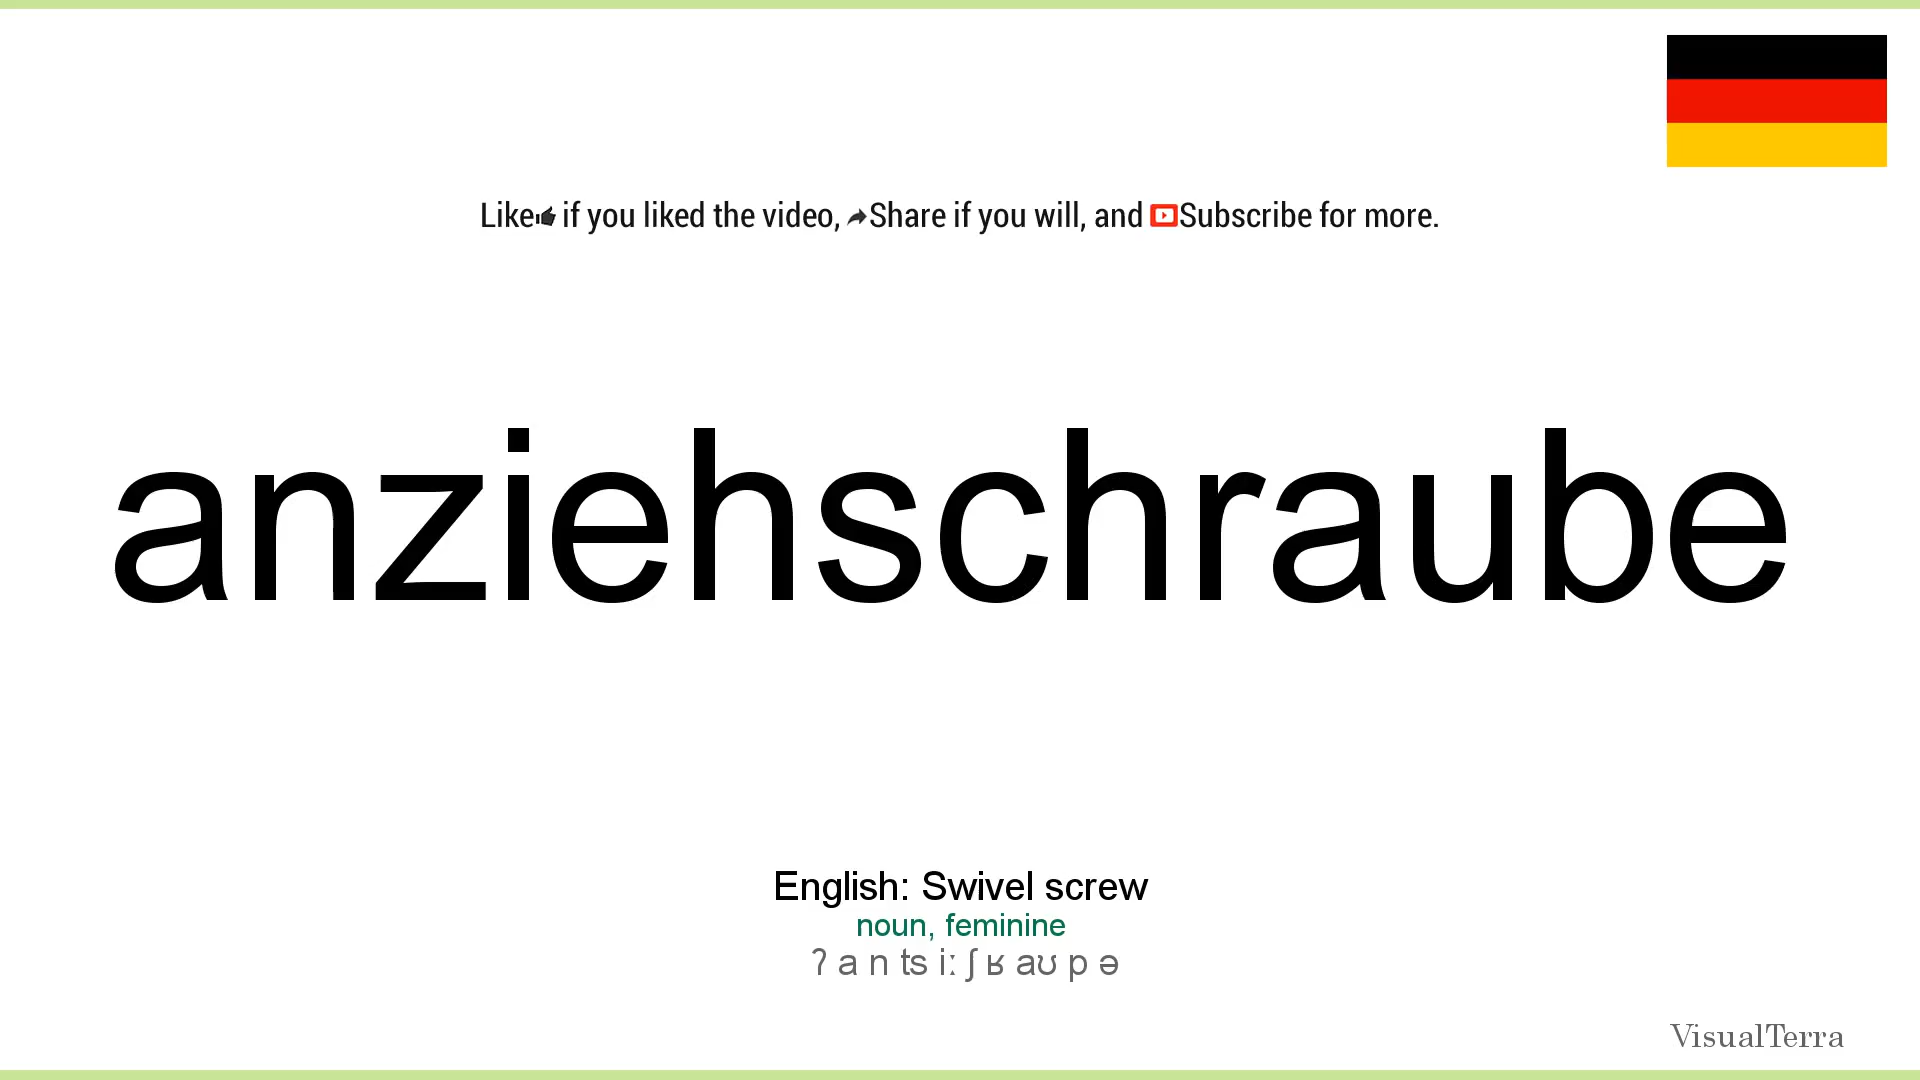 Like if you liked the video, Share if you will, and Subscribe for more.
anziehschraube
English: Swivel screw
noun, feminine
ʔ a n ts iː ʃ ʁ aʊ p ə
VisualTerra